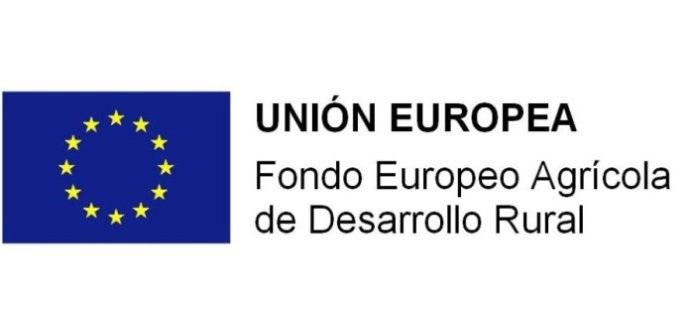 UNIÓN EUROPEA
Fondo Europeo Agrícola
de Desarrollo Rural